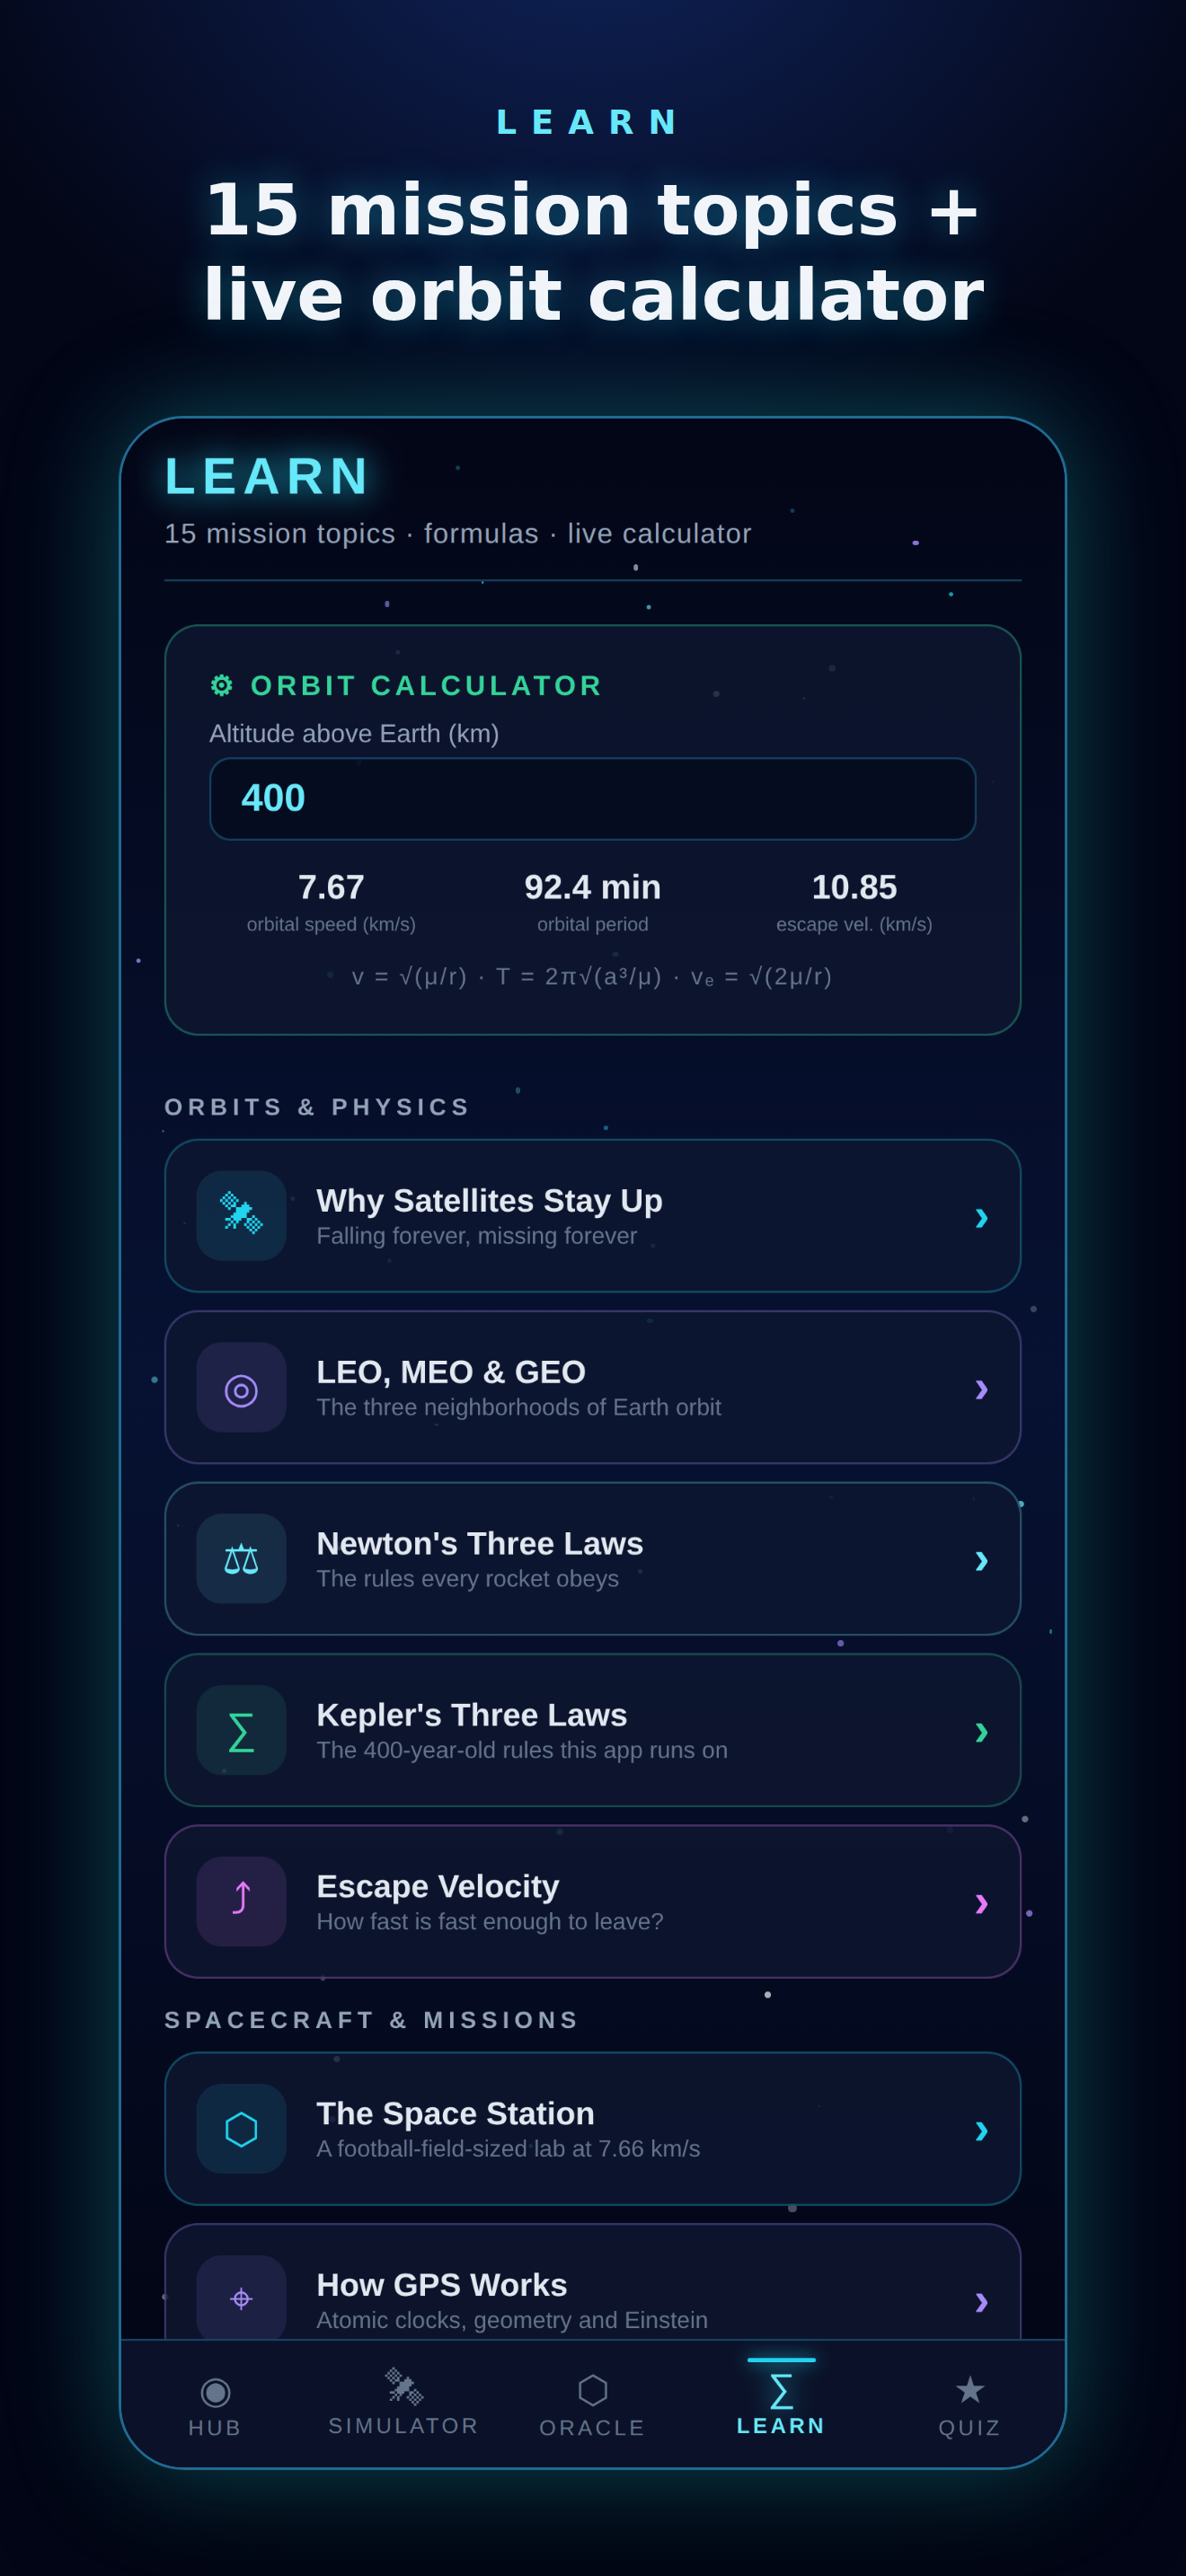 LEARN
15 mission topics +
live orbit calculator
LEARN
15 mission topics · formulas · live calculator
⚙ ORBIT CALCULATOR
Altitude above Earth (km)
400
7.67 92.4 min 10.85
orbital speed (km/s) orbital period escape vel. (km/s)
v = √(μ/r) · T = 2π√(a³/μ) · vₑ = √(2μ/r)
ORBITS & PHYSICS
Why Satellites Stay Up
Falling forever, missing forever
LEO, MEO & GEO
The three neighborhoods of Earth orbit
Newton's Three Laws
The rules every rocket obeys
Kepler's Three Laws
The 400-year-old rules this app runs on
Escape Velocity
How fast is fast enough to leave?
SPACECRAFT & MISSIONS
The Space Station
A football-field-sized lab at 7.66 km/s
How GPS Works
Atomic clocks, geometry and Einstein
HUB SIMULATOR ORACLE LEARN QUIZ